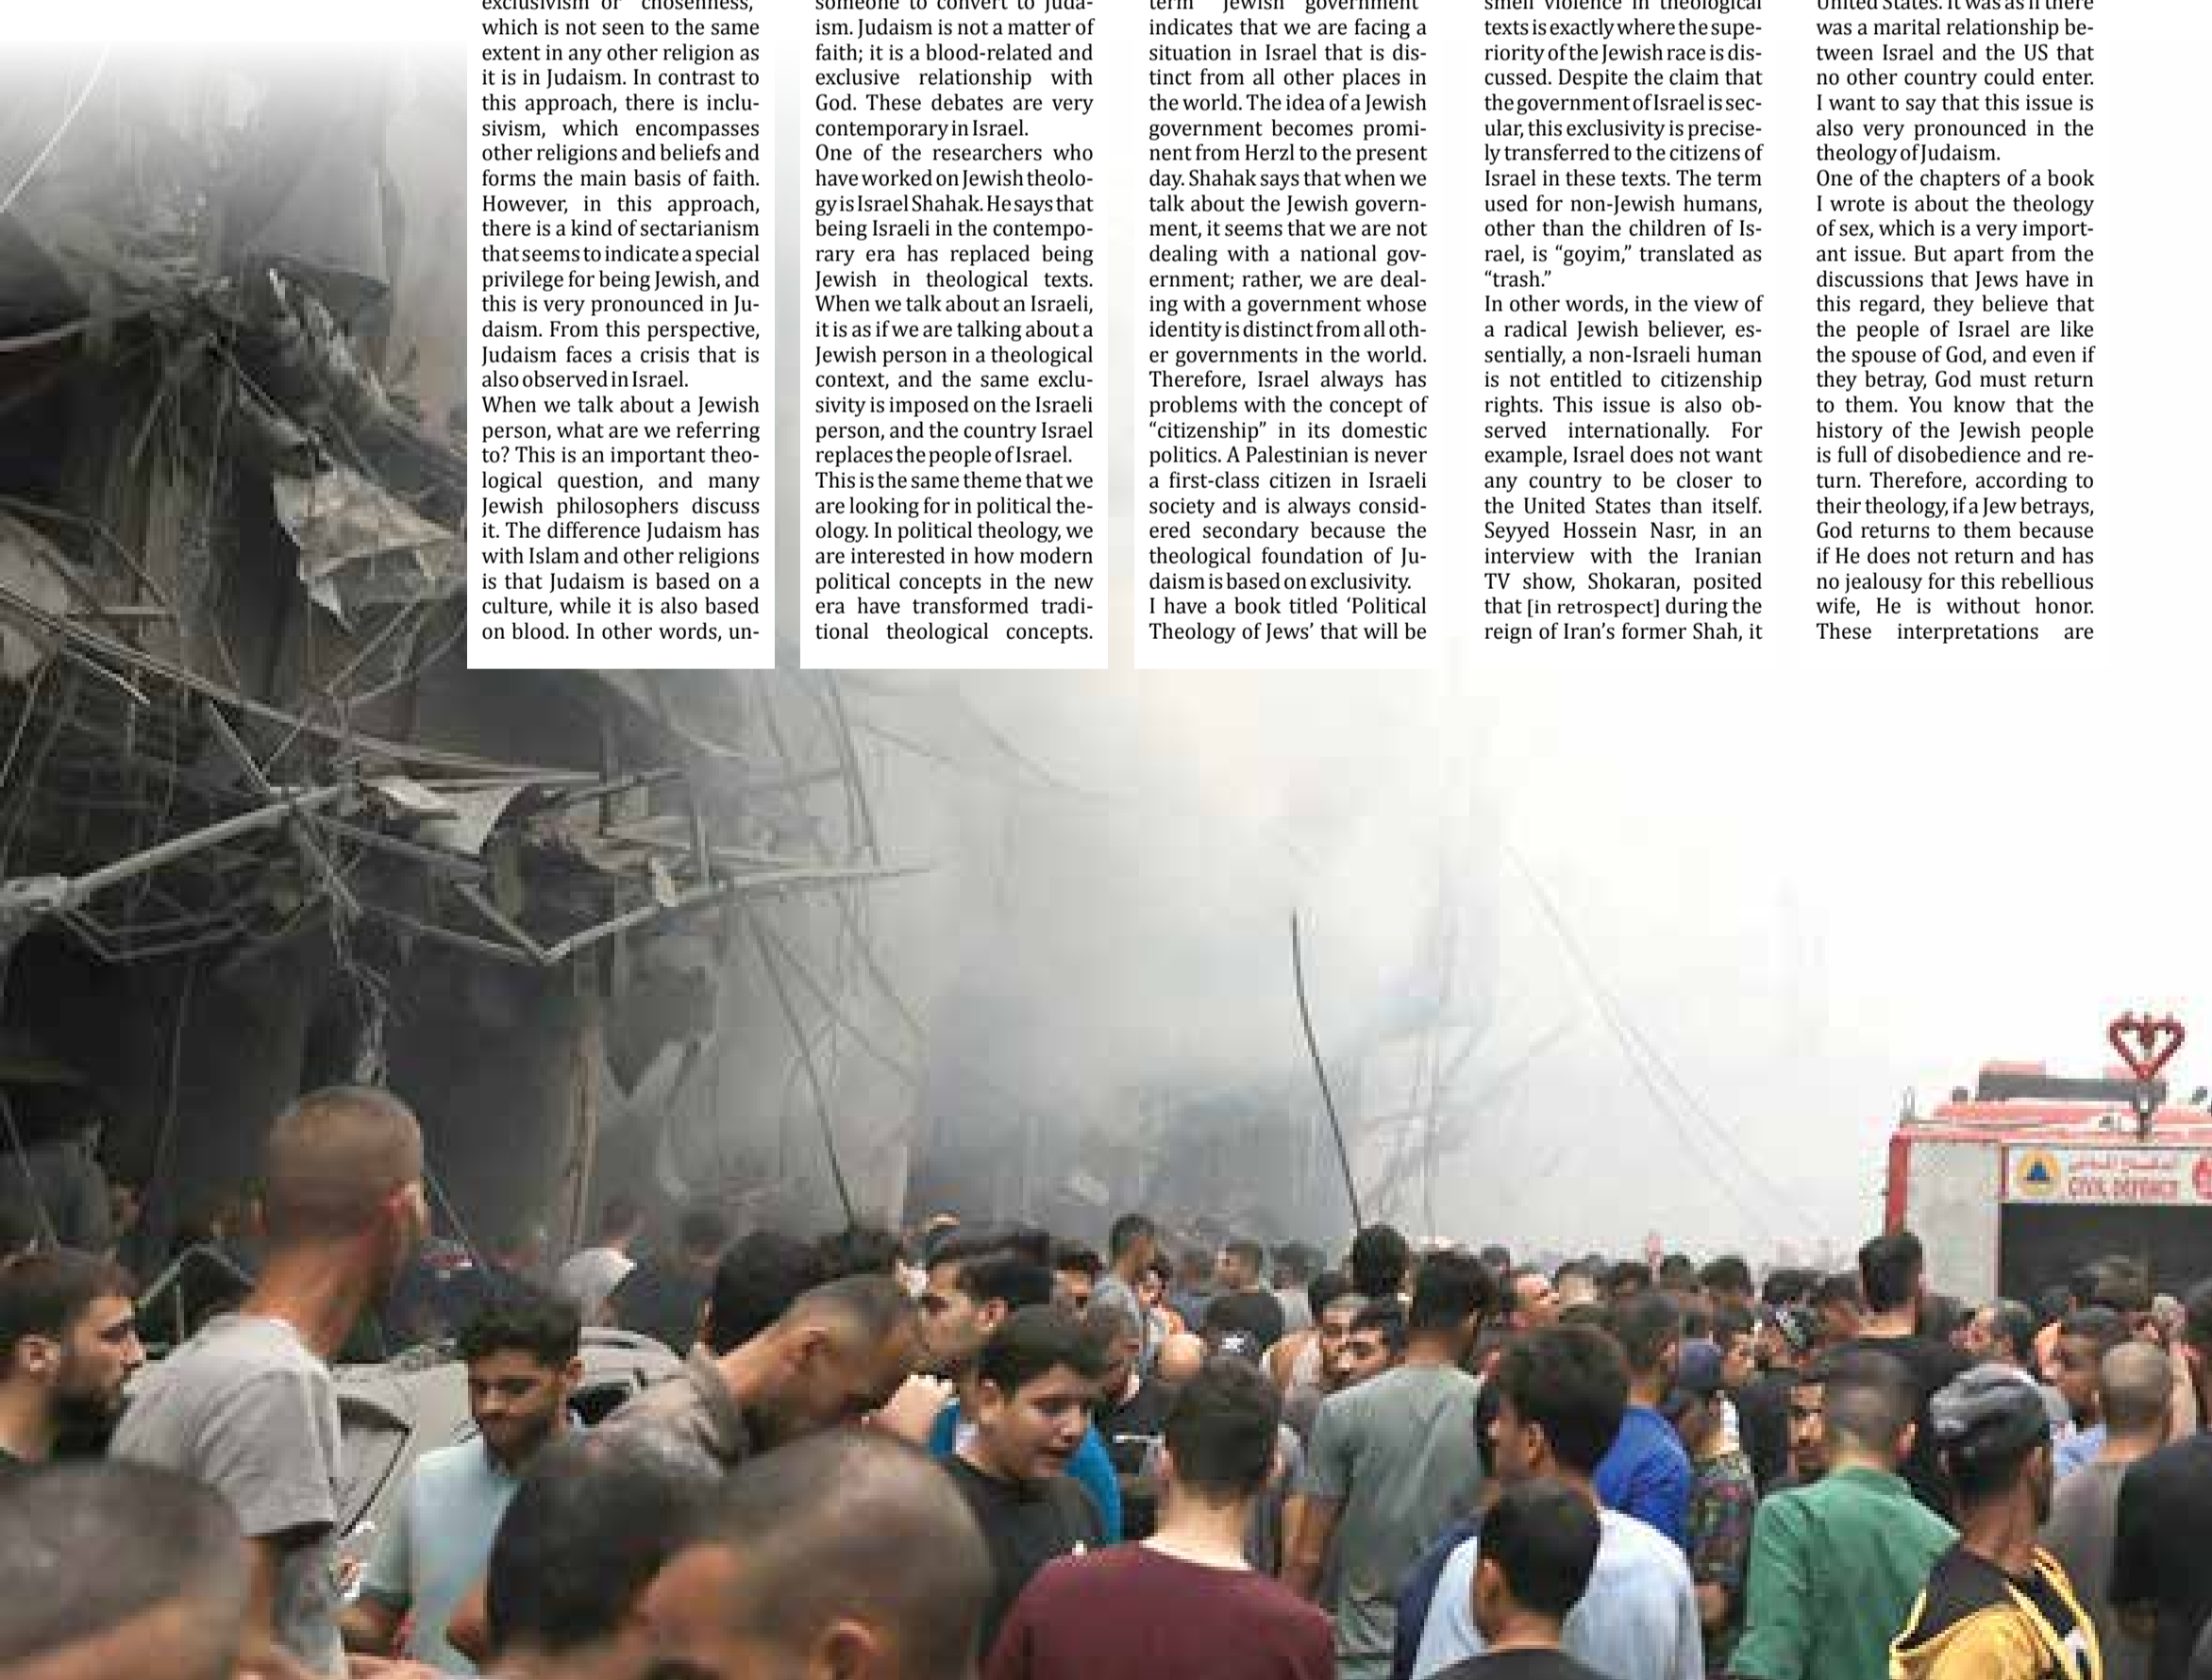 exclusivism or “chosenness,”
which is not seen to the same
extent in any other religion as
it is in Judaism. In contrast to
this approach, there is inclu-
sivism, which encompasses
other religions and beliefs and
forms the main basis of faith.
However, in this approach,
there is a kind of sectarianism
that seems to indicate a special
privilege for being Jewish, and
this is very pronounced in Ju-
daism. From this perspective,
Judaism faces a crisis that is
also observed in Israel.
When we talk about a Jewish
person, what are we referring
to? This is an important theo-
logical question, and many
Jewish philosophers discuss
it. The difference Judaism has
with Islam and other religions
is that Judaism is based on a
culture, while it is also based
on blood. In other words, un-
someone to convert to Juda-
ism. Judaism is not a matter of
faith; it is a blood-related and
exclusive relationship with
God. These debates are very
contemporary in Israel.
One of the researchers who
have worked on Jewish theolo-
gy is Israel Shahak. He says that
being Israeli in the contempo-
rary era has replaced being
Jewish in theological texts.
When we talk about an Israeli,
it is as if we are talking about a
Jewish person in a theological
context, and the same exclu-
sivity is imposed on the Israeli
person, and the country Israel
replaces the people of Israel.
This is the same theme that we
are looking for in political the-
ology. In political theology, we
are interested in how modern
political concepts in the new
era have transformed tradi-
tional theological concepts.
term “Jewish government”
indicates that we are facing a
situation in Israel that is dis-
tinct from all other places in
the world. The idea of a Jewish
government becomes promi-
nent from Herzl to the present
day. Shahak says that when we
talk about the Jewish govern-
ment, it seems that we are not
dealing with a national gov-
ernment; rather, we are deal-
ing with a government whose
identity is distinct from all oth-
er governments in the world.
Therefore, Israel always has
problems with the concept of
“citizenship” in its domestic
politics. A Palestinian is never
a first-class citizen in Israeli
society and is always consid-
ered secondary because the
theological foundation of Ju-
daism is based on exclusivity.
I have a book titled ‘Political
Theology of Jews’ that will be
smell violence in theological
texts is exactly where the supe-
riority of the Jewish race is dis-
cussed. Despite the claim that
the government of Israel is sec-
ular, this exclusivity is precise-
ly transferred to the citizens of
Israel in these texts. The term
used for non-Jewish humans,
other than the children of Is-
rael, is “goyim,” translated as
“trash.”
In other words, in the view of
a radical Jewish believer, es-
sentially, a non-Israeli human
is not entitled to citizenship
rights. This issue is also ob-
served internationally. For
example, Israel does not want
any country to be closer to
the United States than itself.
Seyyed Hossein Nasr, in an
interview with the Iranian
TV show, Shokaran, posited
that [in retrospect] during the
reign of Iran’s former Shah, it
United States. It was as if there
was a marital relationship be-
tween Israel and the US that
no other country could enter.
I want to say that this issue is
also very pronounced in the
theology of Judaism.
One of the chapters of a book
I wrote is about the theology
of sex, which is a very import-
ant issue. But apart from the
discussions that Jews have in
this regard, they believe that
the people of Israel are like
the spouse of God, and even if
they betray, God must return
to them. You know that the
history of the Jewish people
is full of disobedience and re-
turn. Therefore, according to
their theology, if a Jew betrays,
God returns to them because
if He does not return and has
no jealousy for this rebellious
wife, He is without honor.
These interpretations are
CIVIL DEFENCE